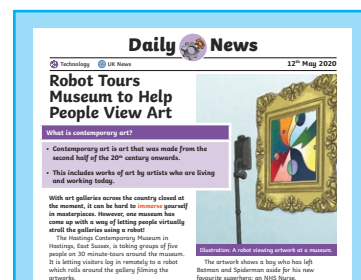 Daily News
Technology UK News 12th May 2020
Robot Tours
Museum to Help
People View Art
What is contemporary art?
• Contemporary art is art that was made from the
second half of the 20th century onwards.
• This includes works of art by artists who are living
and working today.
With art galleries across the country closed at
the moment, it can be hard to immerse yourself
in masterpieces. However, one museum has
come up with a way of letting people virtually
stroll the galleries using a robot!
The Hastings Contemporary Museum in
Hastings, East Sussex, is taking groups of five
people on 30 minute-tours around the museum.
It is letting visitors log in remotely to a robot
which rolls around the gallery filming the
artworks.
Illustration: A robot viewing artwork at a museum.
The artwork shows a boy who has left
Batman and Spiderman aside for his new
favourite superhero: an NHS Nurse.